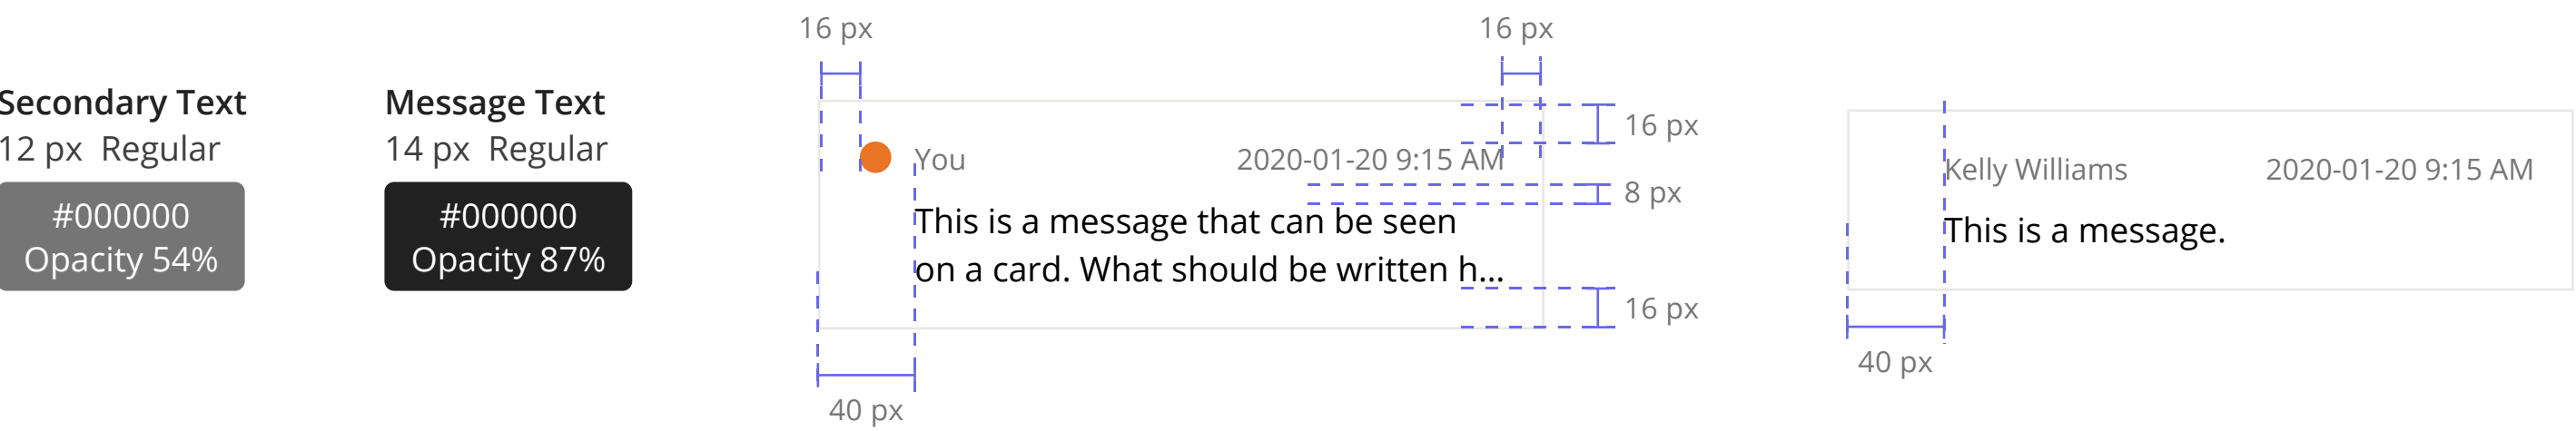 Secondary Text
12 px  Regular
#000000
Opacity 54%
Message Text
14 px  Regular
#000000
Opacity 87%
16 px
16 px
You
2020-01-20 9:15 AM
This is a message that can be seen
on a card. What should be written h...
16 px
8 px
16 px
40 px
Kelly Williams
2020-01-20 9:15 AM
This is a message.
40 px